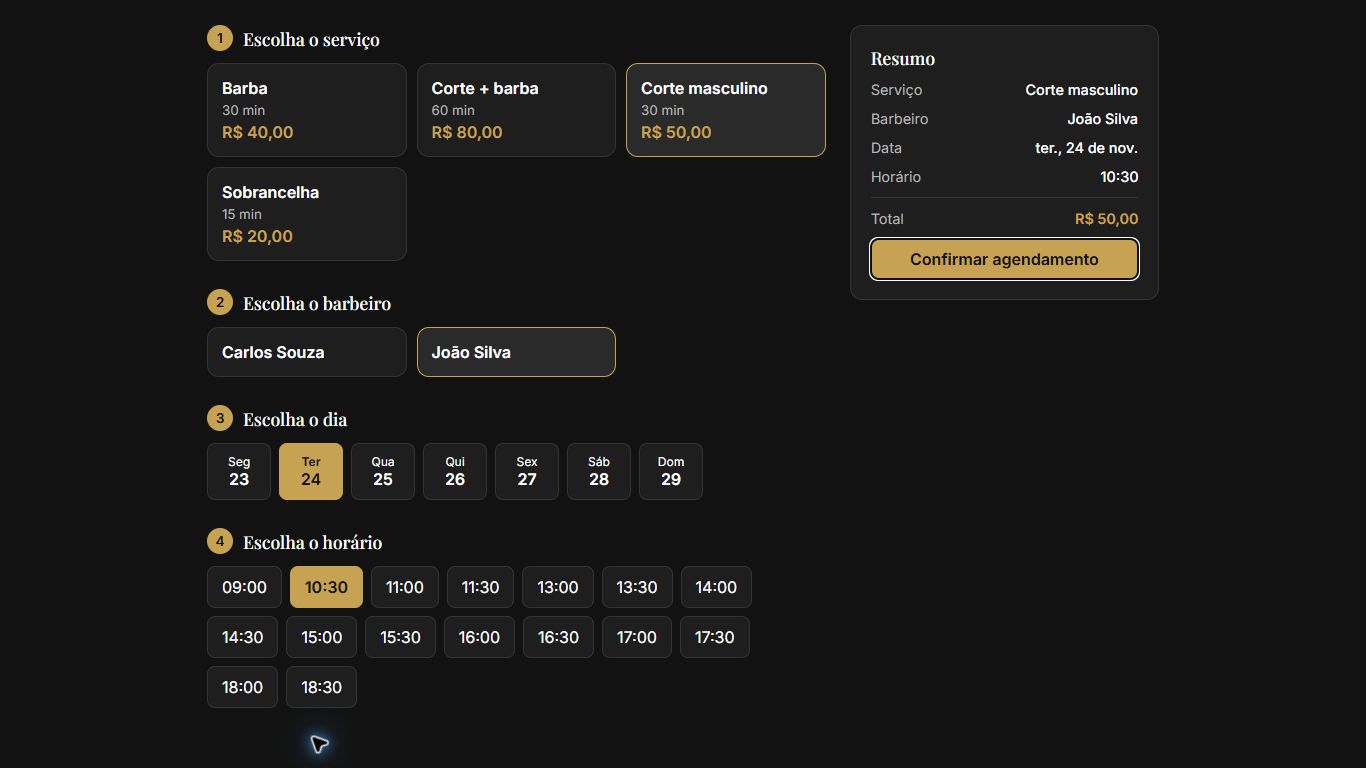 1 Escolha o serviço
Barba
30 min
R$ 40,00
Corte + barba
60 min
R$ 80,00
Corte masculino
30 min
R$ 50,00
Sobrancelha
15 min
R$ 20,00
2 Escolha o barbeiro
Carlos Souza
João Silva
3 Escolha o dia
Seg
23
Ter
24
Qua
25
Qui
26
Sex
27
Sáb
28
Dom
29
4 Escolha o horário
09:00 10:30 11:00 11:30 13:00 13:30 14:00
14:30 15:00 15:30 16:00 16:30 17:00 17:30
18:00 18:30
Resumo
Serviço Corte masculino
Barbeiro João Silva
Data ter., 24 de nov.
Horário 10:30
Total R$ 50,00
Confirmar agendamento